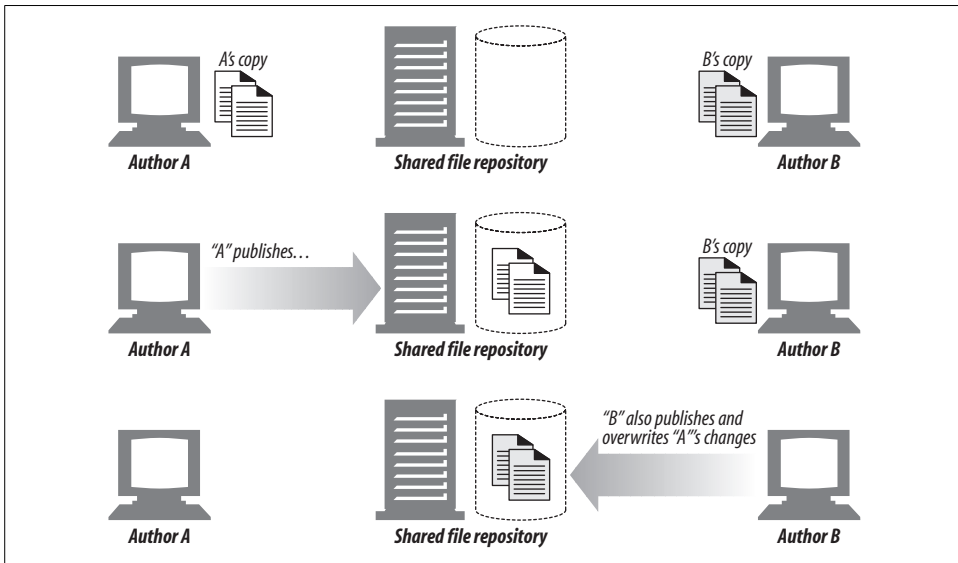 A's copy
B's copy
Author A
Shared file repository
Author B
“A” publishes…
B's copy
Author A
Shared file repository
Author B
“B” also publishes and
overwrites “A”'s changes
Author A
Shared file repository
Author B